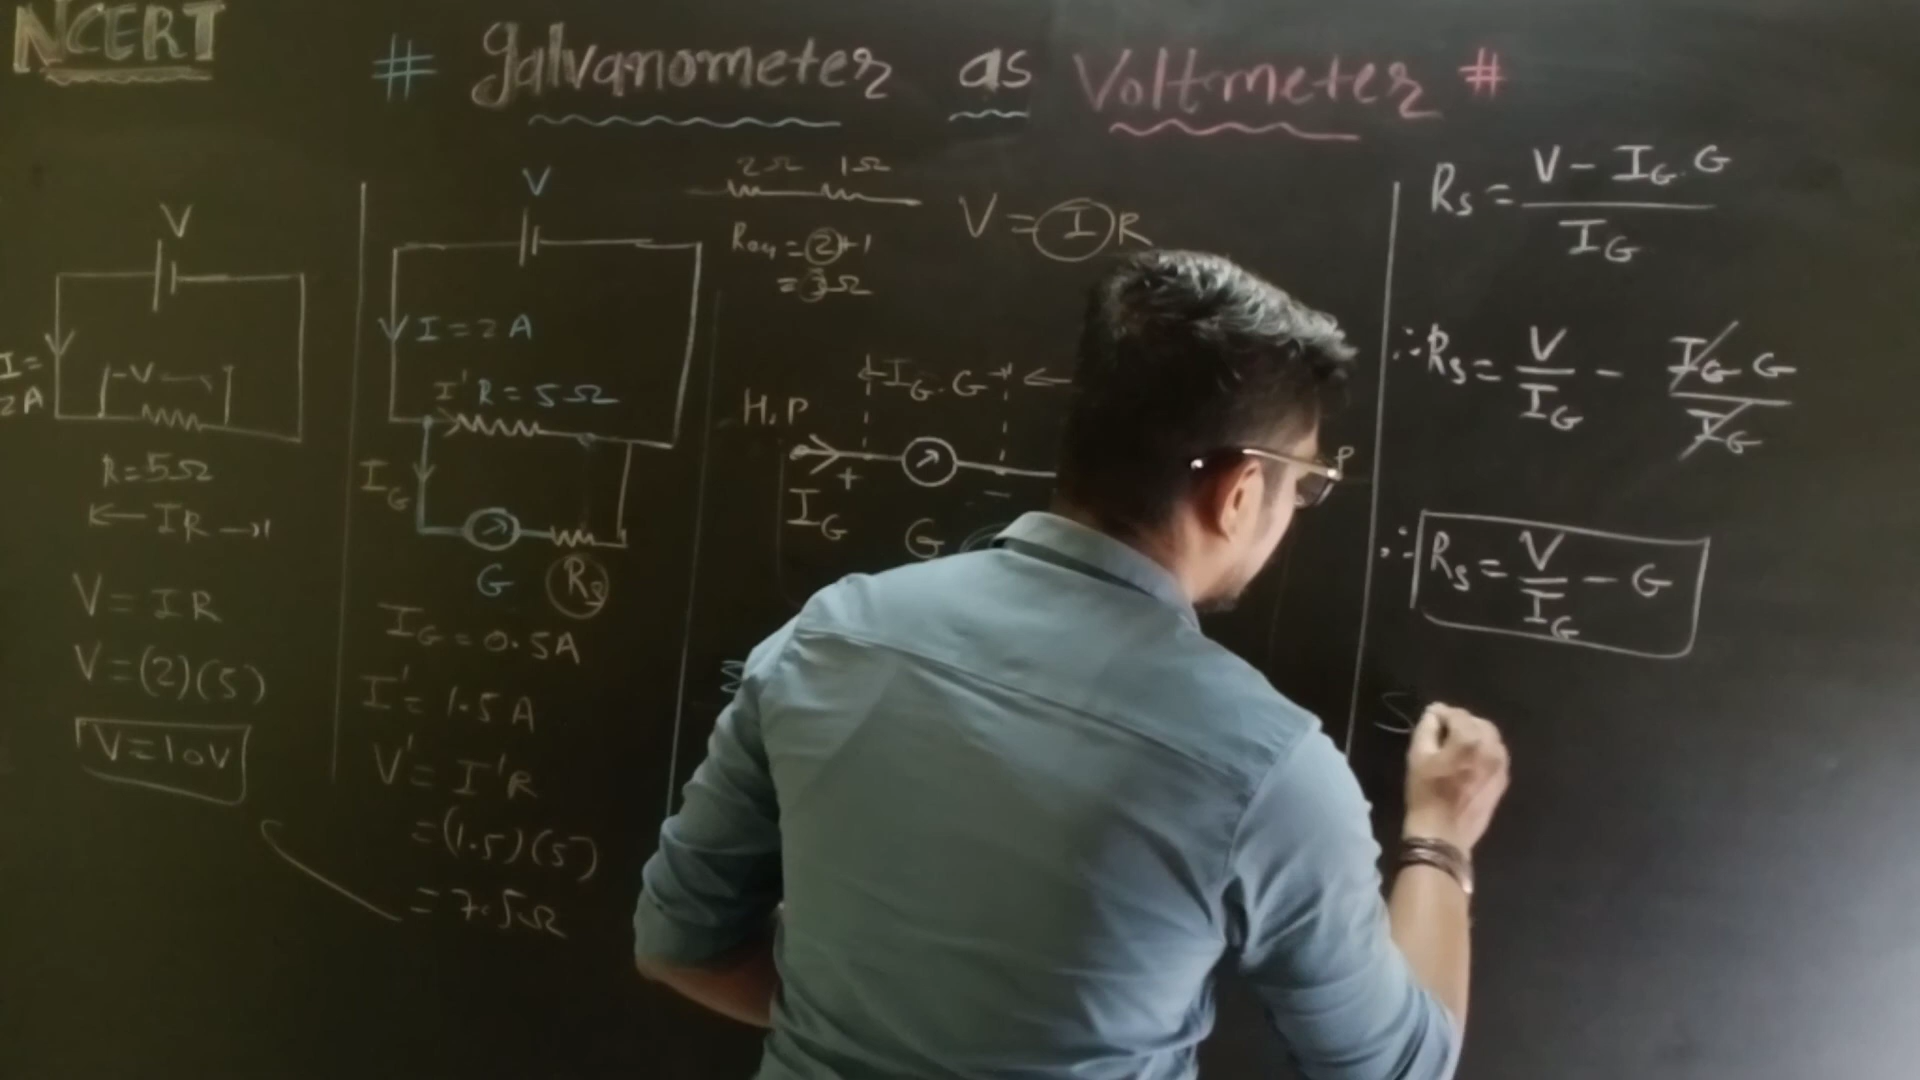 NCERT
# Galvanometer as Voltmeter #
V
I =
2A
V
R=5Ω
← IR →
V = IR
V=(2)(5)
V=10V
V
I = 2A
I' R = 5Ω
I_G
G
R_s
I_G = 0.5A
I' = 1.5A
V' = I'R
=(1.5)(5)
= 7.5Ω
2Ω 1Ω
R_eq = 2+1
= 3Ω
V = IR
I_G . G
H.P
+ -
I_G
G
P
R_s = (V - I_G . G) / I_G
∴ R_s = V / I_G - I_G G / I_G
∴ R_s = V / I_G - G
S